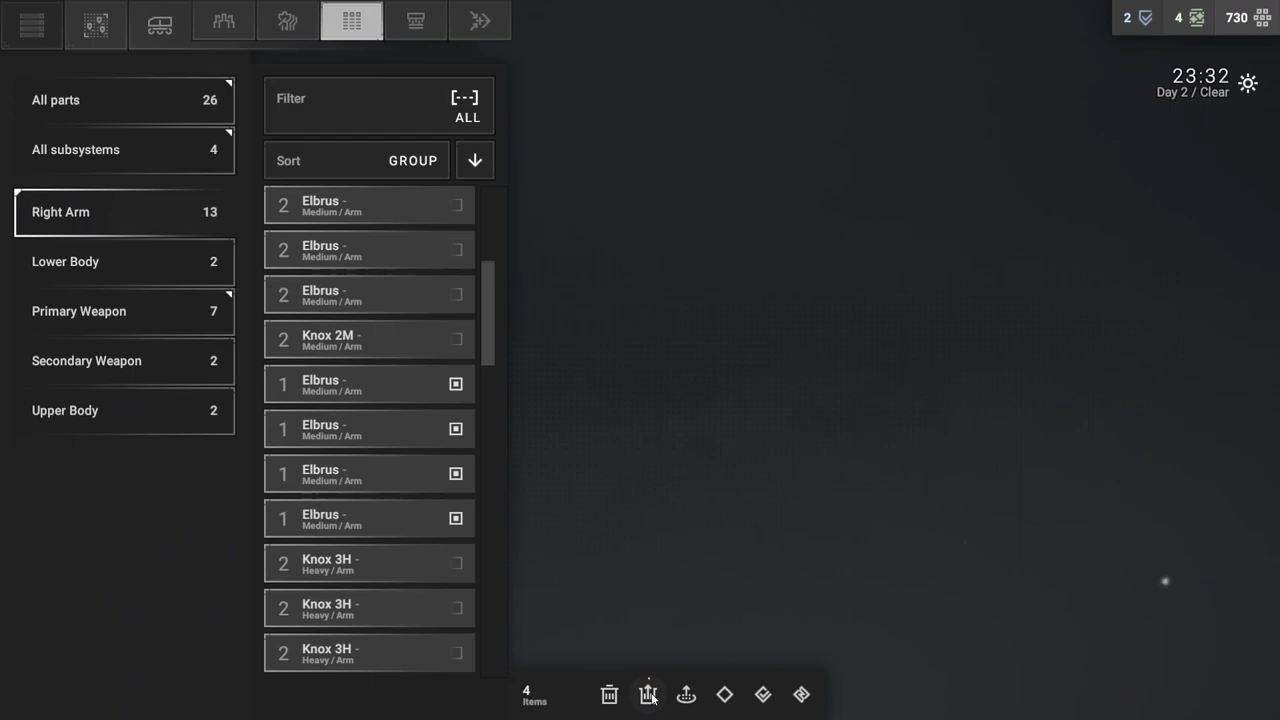 2
4
730
23:32
Day 2 / Clear
All parts 26
All subsystems 4
Right Arm 13
Lower Body 2
Primary Weapon 7
Secondary Weapon 2
Upper Body 2
Filter
[---]
ALL
Sort GROUP
2 Elbrus -
Medium / Arm
2 Elbrus -
Medium / Arm
2 Elbrus -
Medium / Arm
2 Knox 2M -
Medium / Arm
1 Elbrus -
Medium / Arm
1 Elbrus -
Medium / Arm
1 Elbrus -
Medium / Arm
1 Elbrus -
Medium / Arm
2 Knox 3H -
Heavy / Arm
2 Knox 3H -
Heavy / Arm
2 Knox 3H -
Heavy / Arm
4
Items